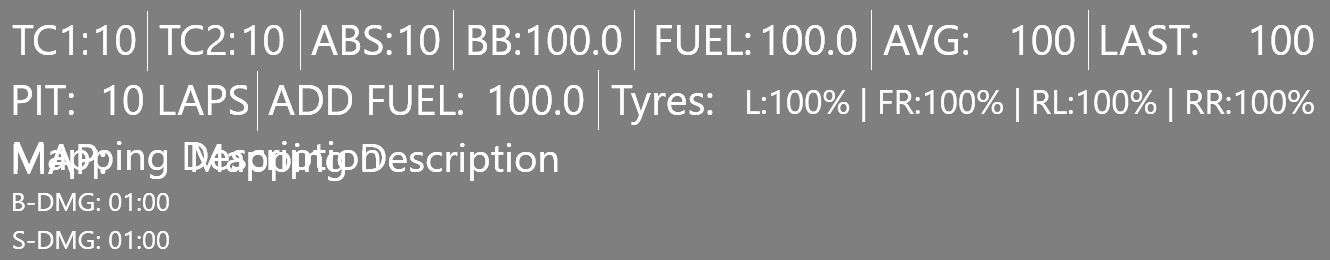 TC1: 10 TC2: 10 ABS: 10 BB: 100.0 FUEL: 100.0 AVG: 100 LAST: 100
PIT: 10 LAPS ADD FUEL: 100.0 Tyres: L:100% | FR:100% | RL:100% | RR:100%
MAP: Mapping Description Mapping Description
B-DMG: 01:00
S-DMG: 01:00